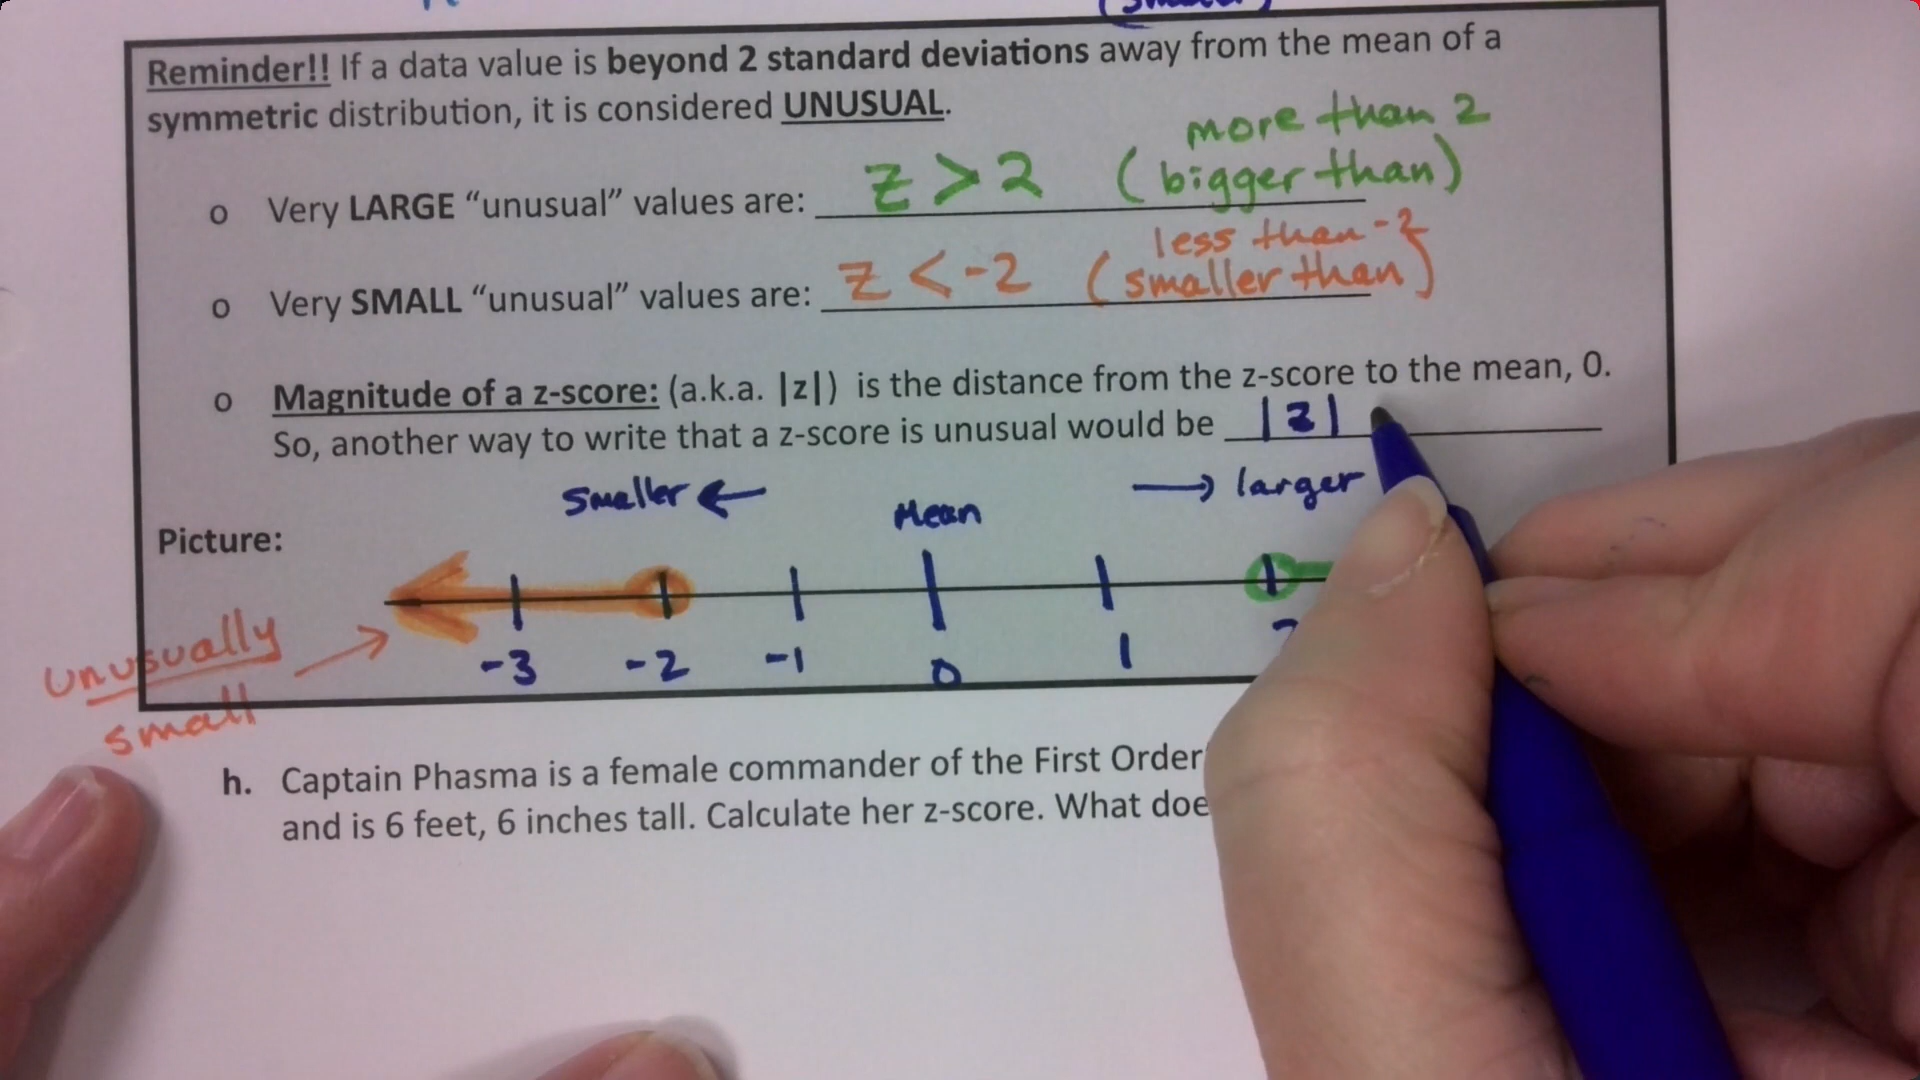 (smaller)
Reminder!! If a data value is beyond 2 standard deviations away from the mean of a
symmetric distribution, it is considered UNUSUAL.
more than 2
o Very LARGE “unusual” values are: z > 2 (bigger than)
less than -2
o Very SMALL “unusual” values are: z < -2 (smaller than)
o Magnitude of a z-score: (a.k.a. |z|) is the distance from the z-score to the mean, 0.
So, another way to write that a z-score is unusual would be |z|
smaller ← Mean → larger
Picture:
-3 -2 -1 0 1
unusually
small
h. Captain Phasma is a female commander of the First Order
and is 6 feet, 6 inches tall. Calculate her z-score. What doe